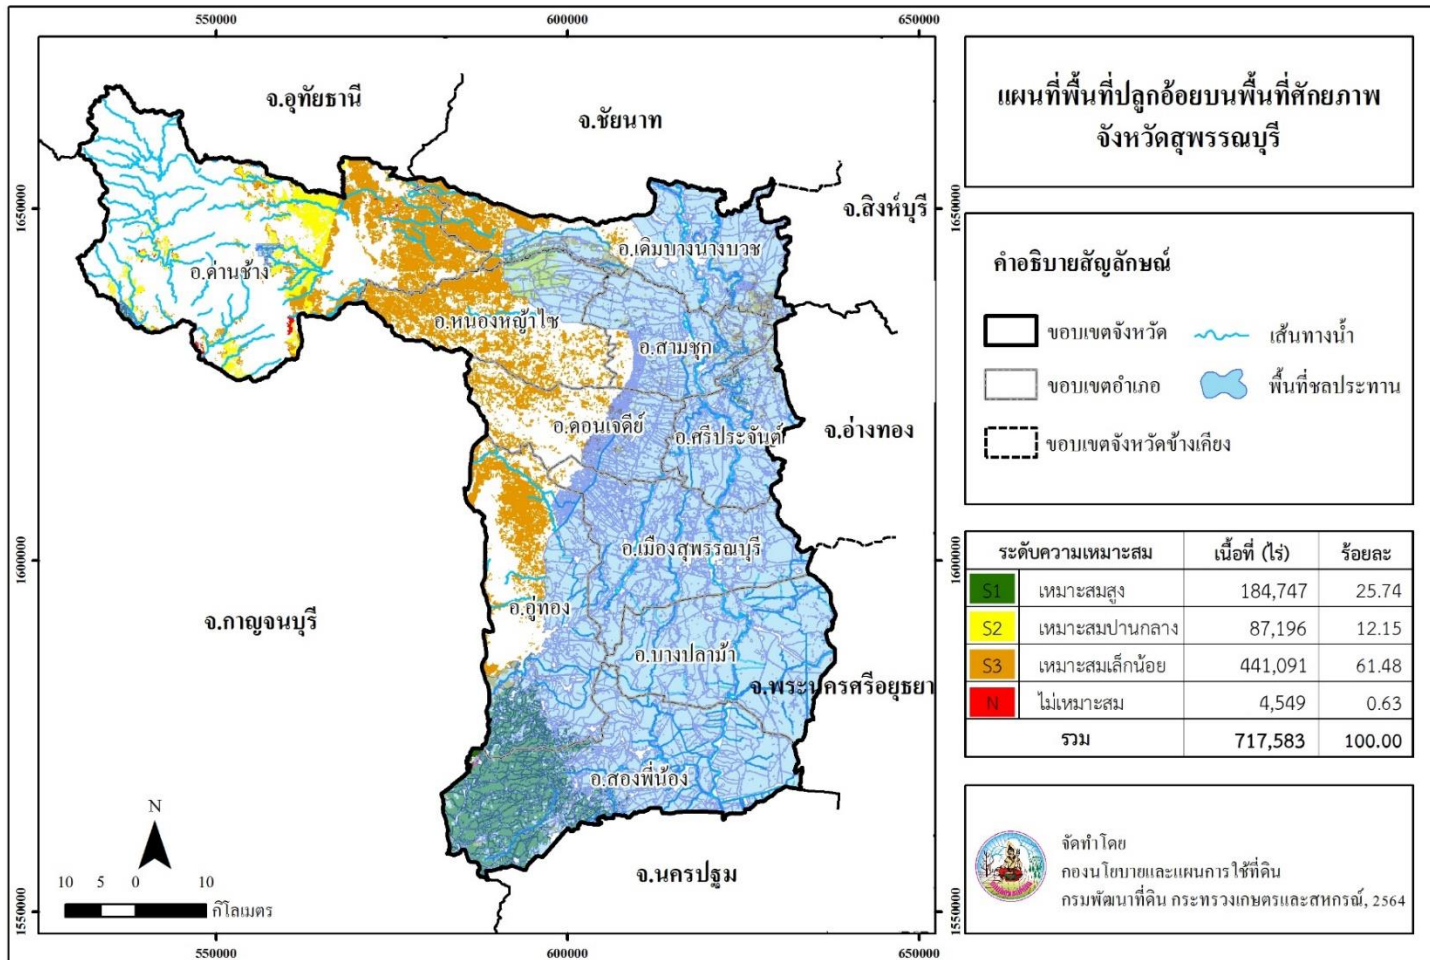 550000
600000
650000
จ.อุทัยธานี
จ.ชัยนาท
จ.สิงห์บุรี
1650000
1650000
อ.เดิมบางนางบวช
อ.ด่านช้าง
อ.หนองหญ้าไซ
อ.สามชุก
อ.ดอนเจดีย์
อ.ศรีประจันต์
จ.อ่างทอง
1600000
1600000
อ.เมืองสุพรรณบุรี
อ.อู่ทอง
จ.กาญจนบุรี
อ.บางปลาม้า
จ.พระนครศรีอยุธยา
อ.สองพี่น้อง
จ.นครปฐม
N
10 5 0 10
กิโลเมตร
1550000
1550000
550000
600000
650000
แผนที่พื้นที่ปลูกอ้อยบนพื้นที่ศักยภาพ
จังหวัดสุพรรณบุรี
คำอธิบายสัญลักษณ์
ขอบเขตจังหวัด
เส้นทางน้ำ
ขอบเขตอำเภอ
พื้นที่ชลประทาน
ขอบเขตจังหวัดข้างเคียง
ระดับความเหมาะสม เนื้อที่ (ไร่) ร้อยละ
S1 เหมาะสมสูง 184,747 25.74
S2 เหมาะสมปานกลาง 87,196 12.15
S3 เหมาะสมเล็กน้อย 441,091 61.48
N ไม่เหมาะสม 4,549 0.63
รวม 717,583 100.00
จัดทำโดย
กองนโยบายและแผนการใช้ที่ดิน
กรมพัฒนาที่ดิน กระทรวงเกษตรและสหกรณ์, 2564